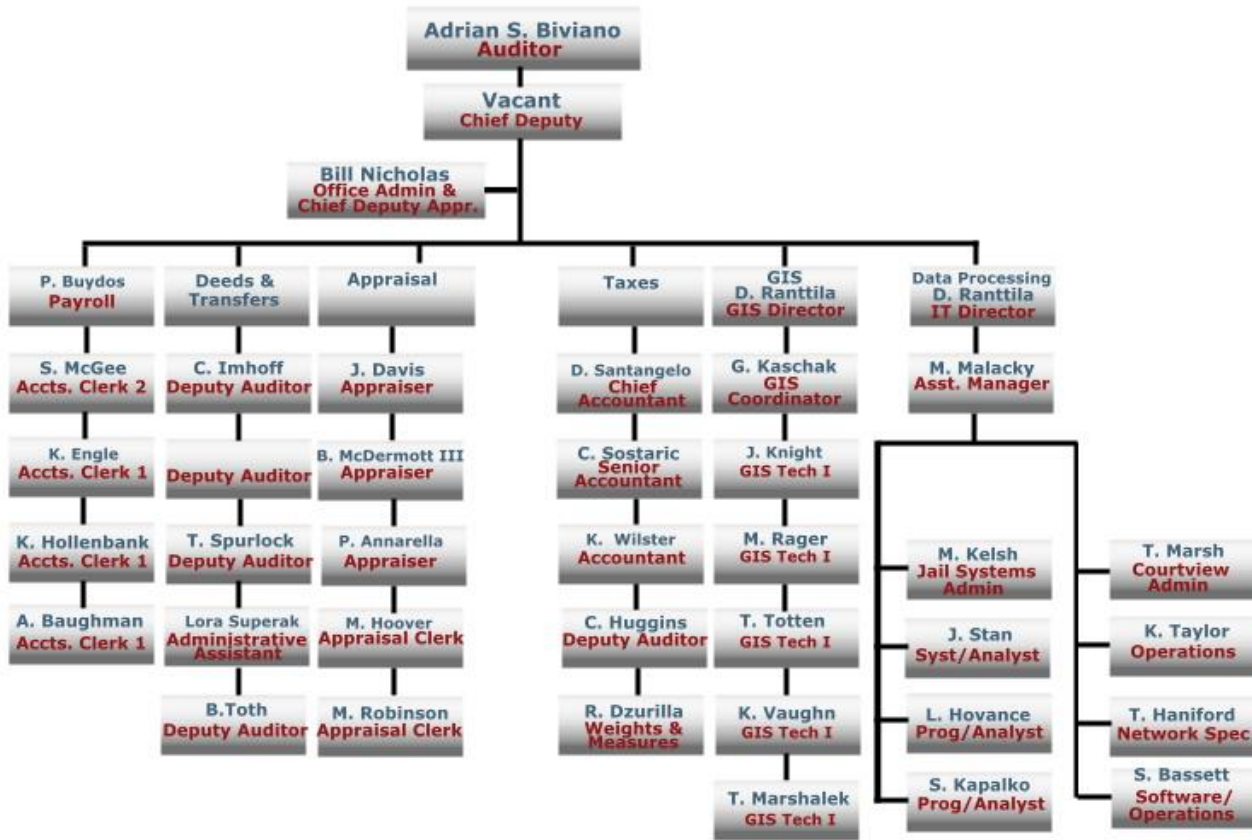 Adrian S. Biviano
Auditor
Vacant
Chief Deputy
Bill Nicholas
Office Admin &
Chief Deputy Appr.
P. Buydos
Payroll
S. McGee
Accts. Clerk 2
K. Engle
Accts. Clerk 1
K. Hollenbank
Accts. Clerk 1
A. Baughman
Accts. Clerk 1
Deeds &
Transfers
C. Imhoff
Deputy Auditor
Deputy Auditor
T. Spurlock
Deputy Auditor
Lora Superak
Administrative
Assistant
B.Toth
Deputy Auditor
Appraisal
J. Davis
Appraiser
B. McDermott III
Appraiser
P. Annarella
Appraiser
M. Hoover
Appraisal Clerk
M. Robinson
Appraisal Clerk
Taxes
D. Santangelo
Chief
Accountant
C. Sostaric
Senior
Accountant
K. Wilster
Accountant
C. Huggins
Deputy Auditor
R. Dzurilla
Weights &
Measures
GIS
D. Ranttila
GIS Director
G. Kaschak
GIS
Coordinator
J. Knight
GIS Tech I
M. Rager
GIS Tech I
T. Totten
GIS Tech I
K. Vaughn
GIS Tech I
T. Marshalek
GIS Tech I
Data Processing
D. Ranttila
IT Director
M. Malacky
Asst. Manager
M. Kelsh
Jail Systems
Admin
J. Stan
Syst/Analyst
L. Hovance
Prog/Analyst
S. Kapalko
Prog/Analyst
T. Marsh
Courtview
Admin
K. Taylor
Operations
T. Haniford
Network Spec
S. Bassett
Software/
Operations